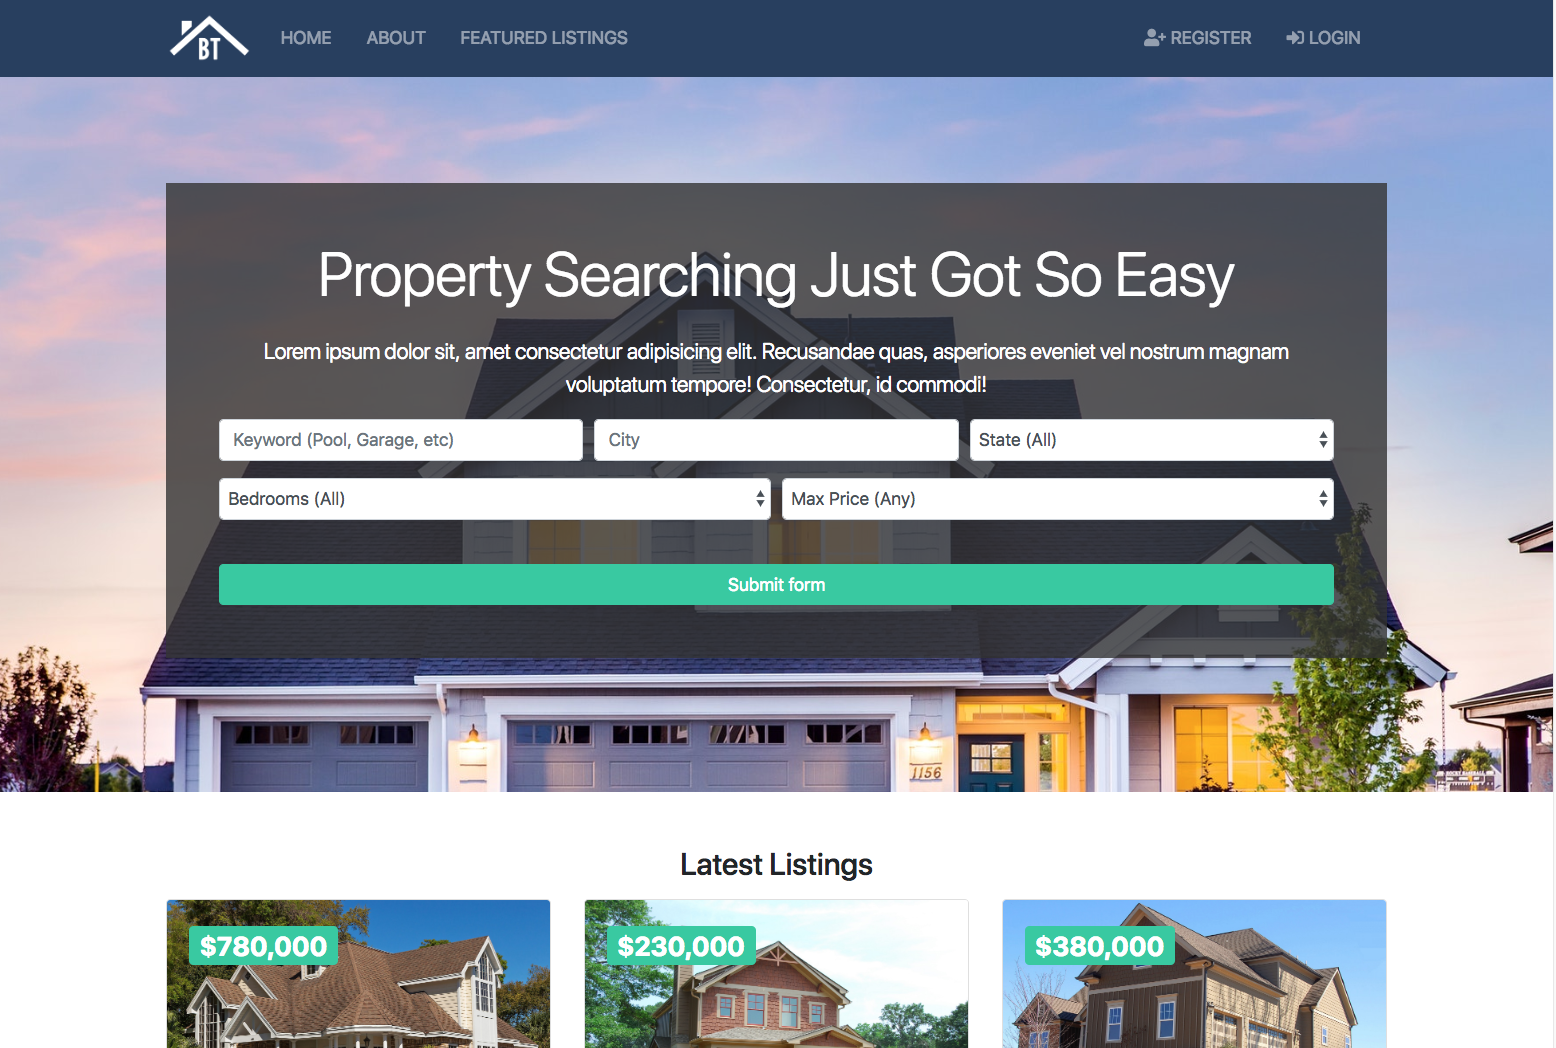 BT
HOME
ABOUT
FEATURED LISTINGS
REGISTER
LOGIN
Property Searching Just Got So Easy
Lorem ipsum dolor sit, amet consectetur adipisicing elit. Recusandae quas, asperiores eveniet vel nostrum magnam
voluptatum tempore! Consectetur, id commodi!
Keyword (Pool, Garage, etc)
City
State (All)
Bedrooms (All)
Max Price (Any)
Submit form
1156
Latest Listings
$780,000
$230,000
$380,000